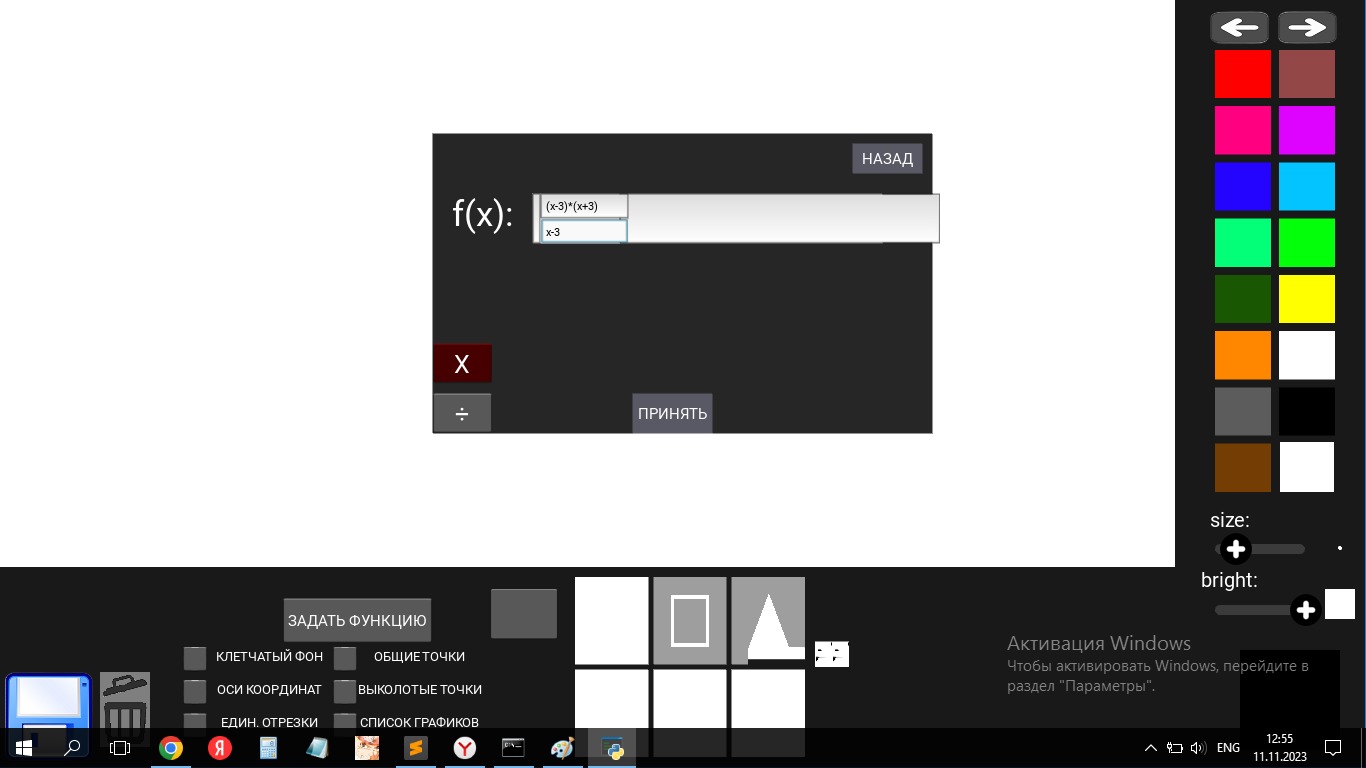 НАЗАД
f(x):
(x-3)*(x+3)
x-3
X
÷
ПРИНЯТЬ
size:
bright:
ЗАДАТЬ ФУНКЦИЮ
КЛЕТЧАТЫЙ ФОН
ОБЩИЕ ТОЧКИ
ОСИ КООРДИНАТ
ВЫКОЛОТЫЕ ТОЧКИ
ЕДИН. ОТРЕЗКИ
СПИСОК ГРАФИКОВ
Активация Windows
Чтобы активировать Windows, перейдите в
раздел "Параметры".
ENG
12:55
11.11.2023